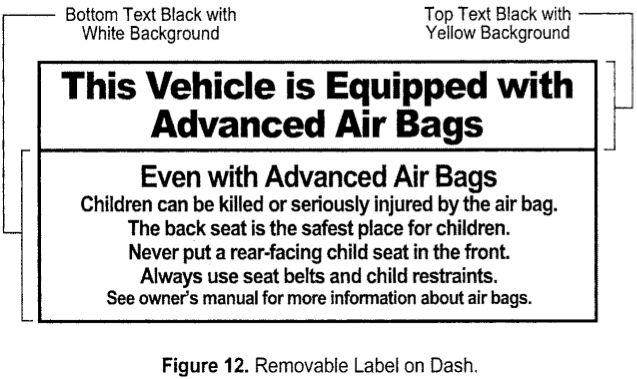 Bottom Text Black with
White Background
Top Text Black with
Yellow Background
This Vehicle is Equipped with
Advanced Air Bags
Even with Advanced Air Bags
Children can be killed or seriously injured by the air bag.
The back seat is the safest place for children.
Never put a rear-facing child seat in the front.
Always use seat belts and child restraints.
See owner's manual for more information about air bags.
Figure 12. Removable Label on Dash.